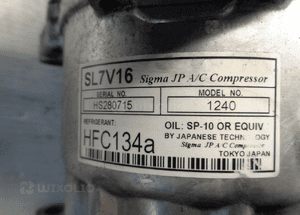 SL7V16 Sigma JP A/C Compressor
SERIAL NO. MODEL NO.
HS280715 1240
REFRIGERANT: OIL: SP-10 OR EQUIV
HFC134a BY JAPANESE TECHNOLOGY
Sigma JP A/C Compressor
TOKYO JAPAN
wixolid